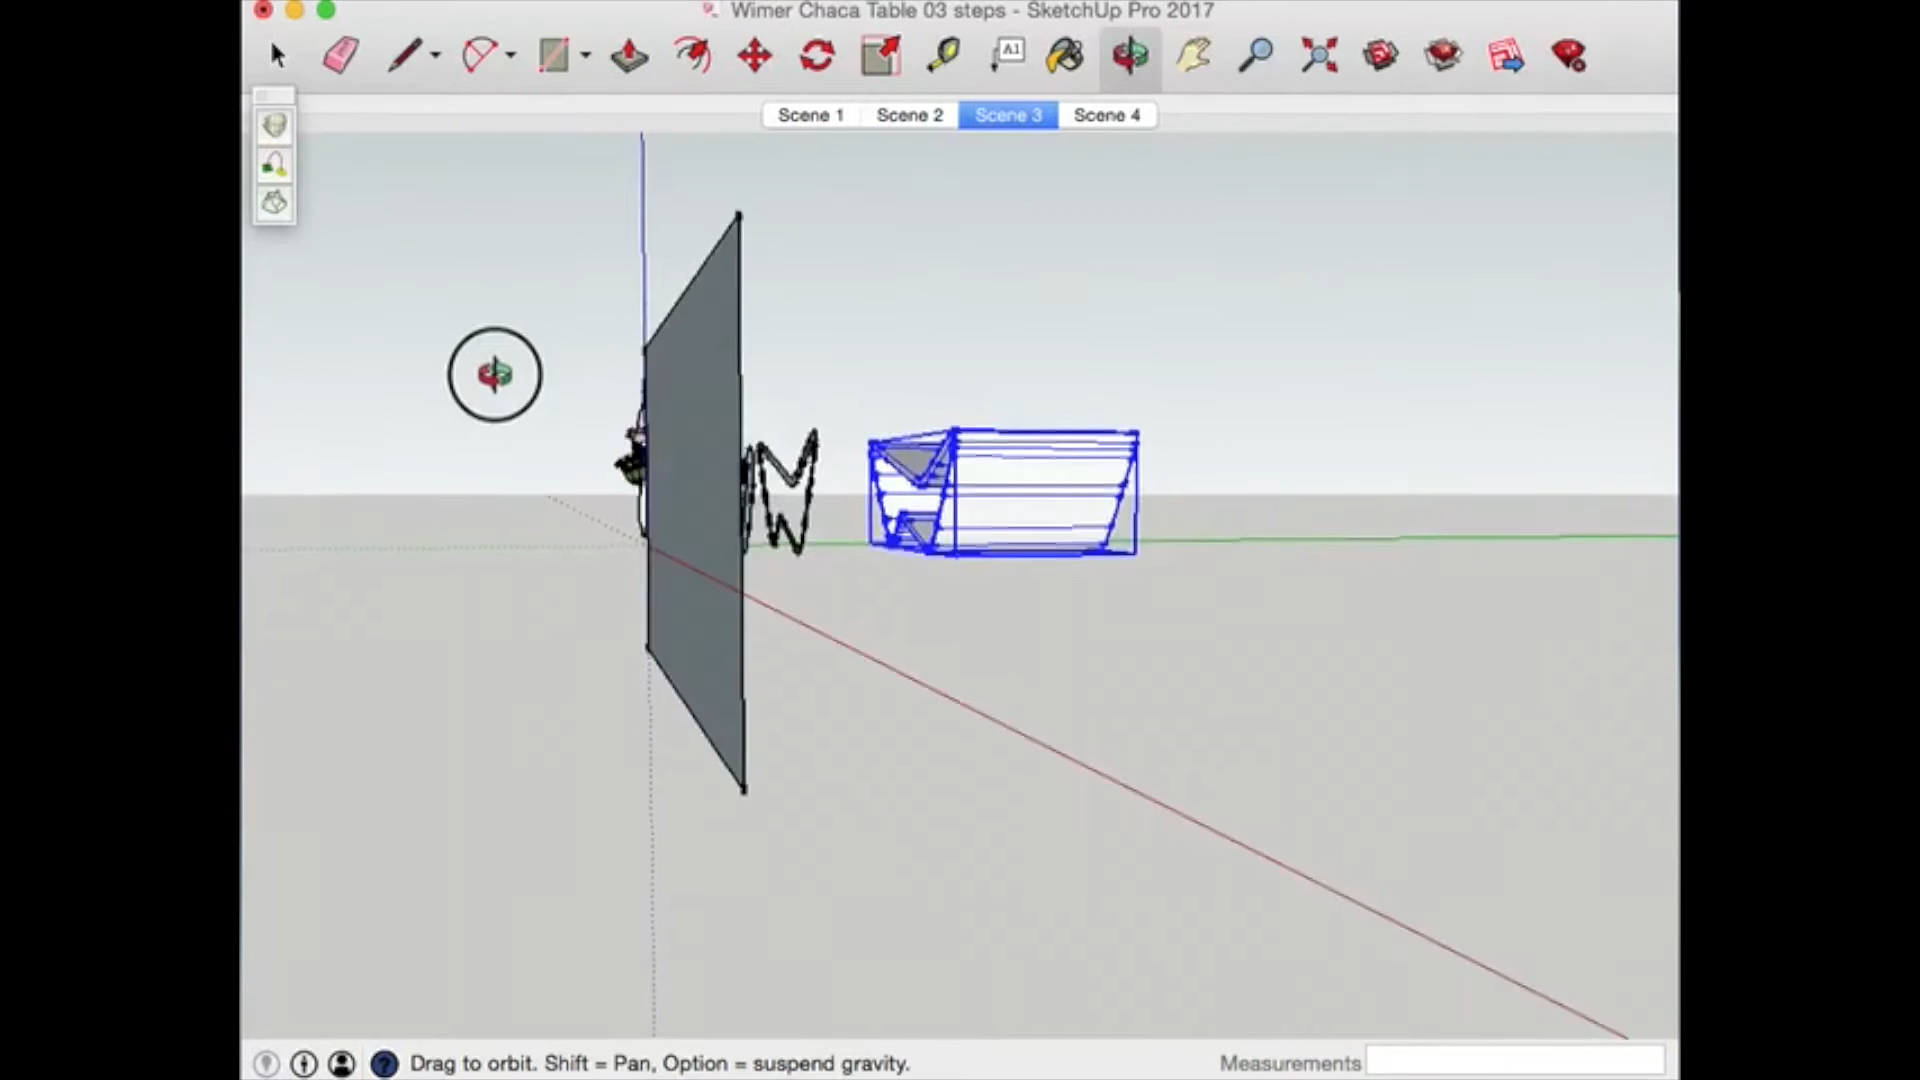 Wimer Chaca Table 03 steps - SketchUp Pro 2017
A1
Scene 1
Scene 2
Scene 3
Scene 4
? Drag to orbit. Shift = Pan, Option = suspend gravity.
Measurements